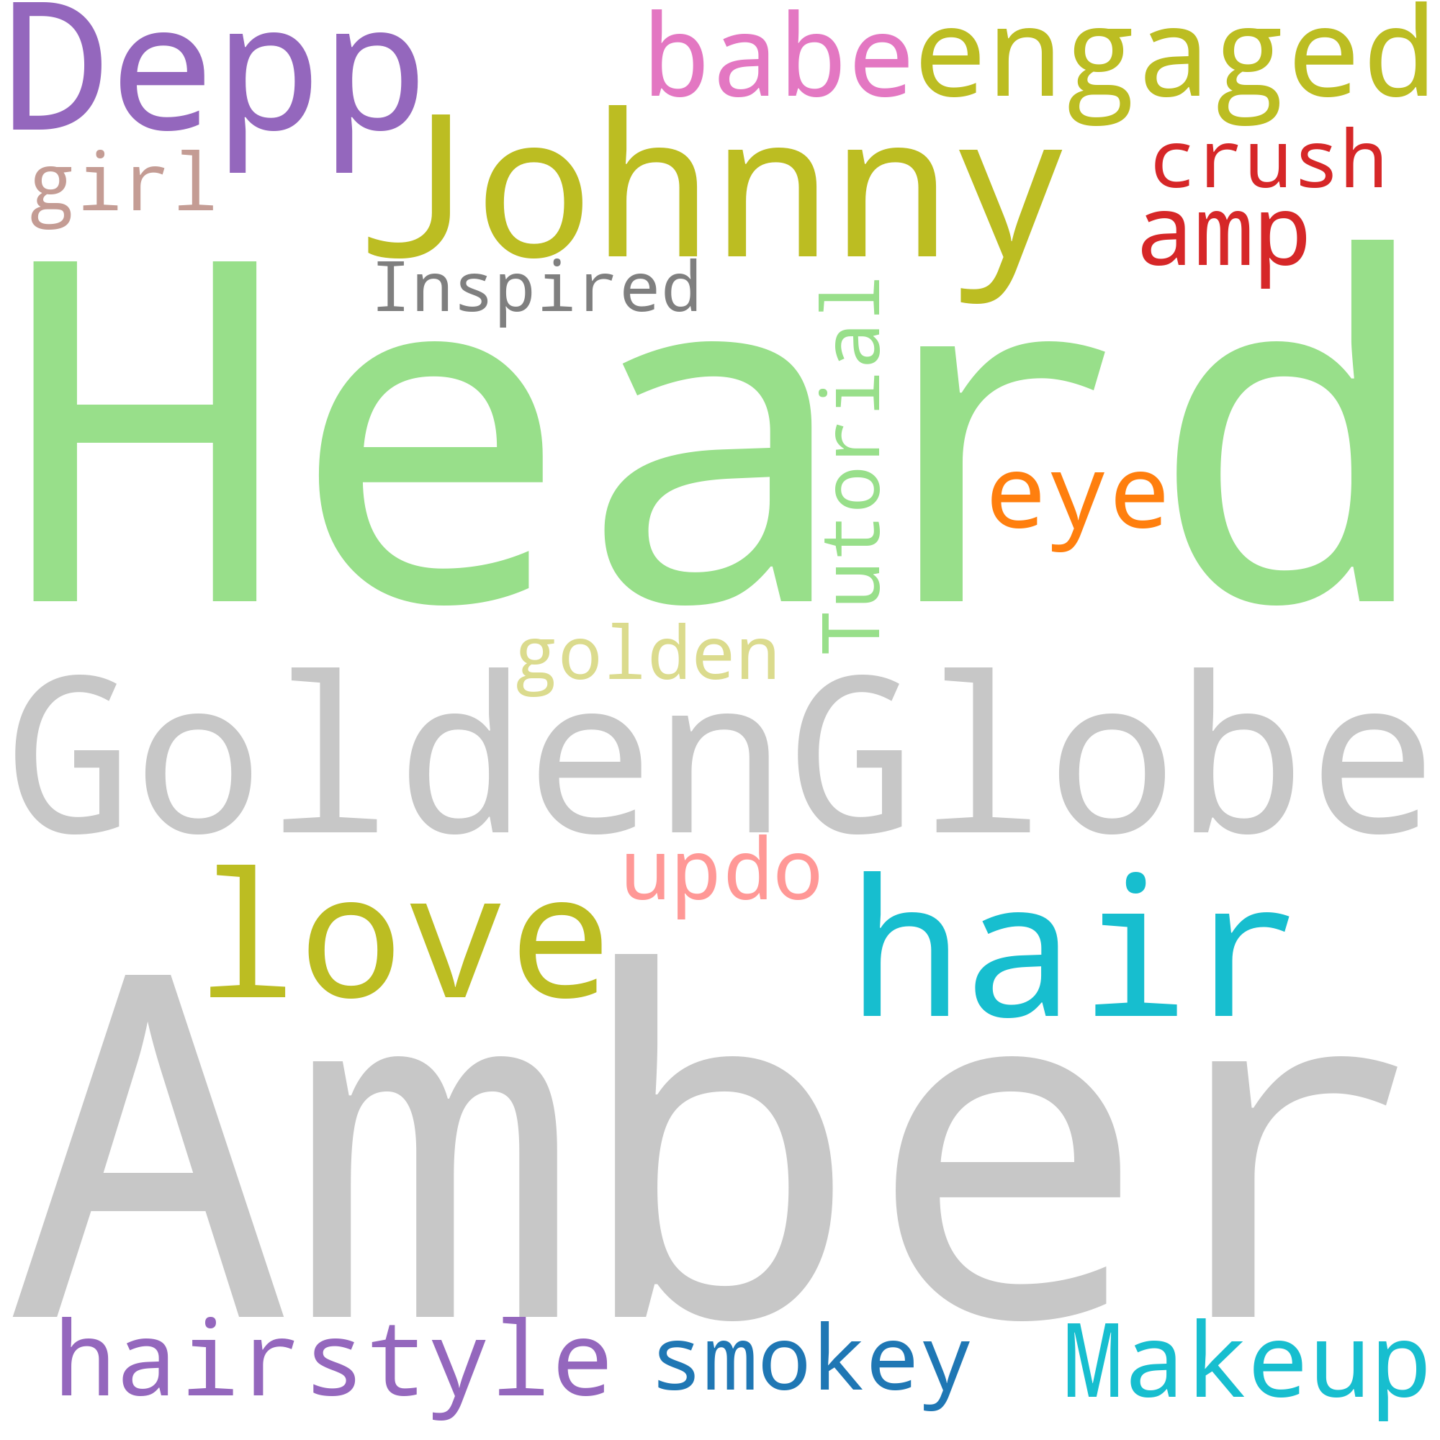 Depp
babe
engaged
Johnny
crush
girl
amp
Inspired
Heard
Tutorial
eye
golden
GoldenGlobe
updo
love
hair
Amber
hairstyle
smokey
Makeup